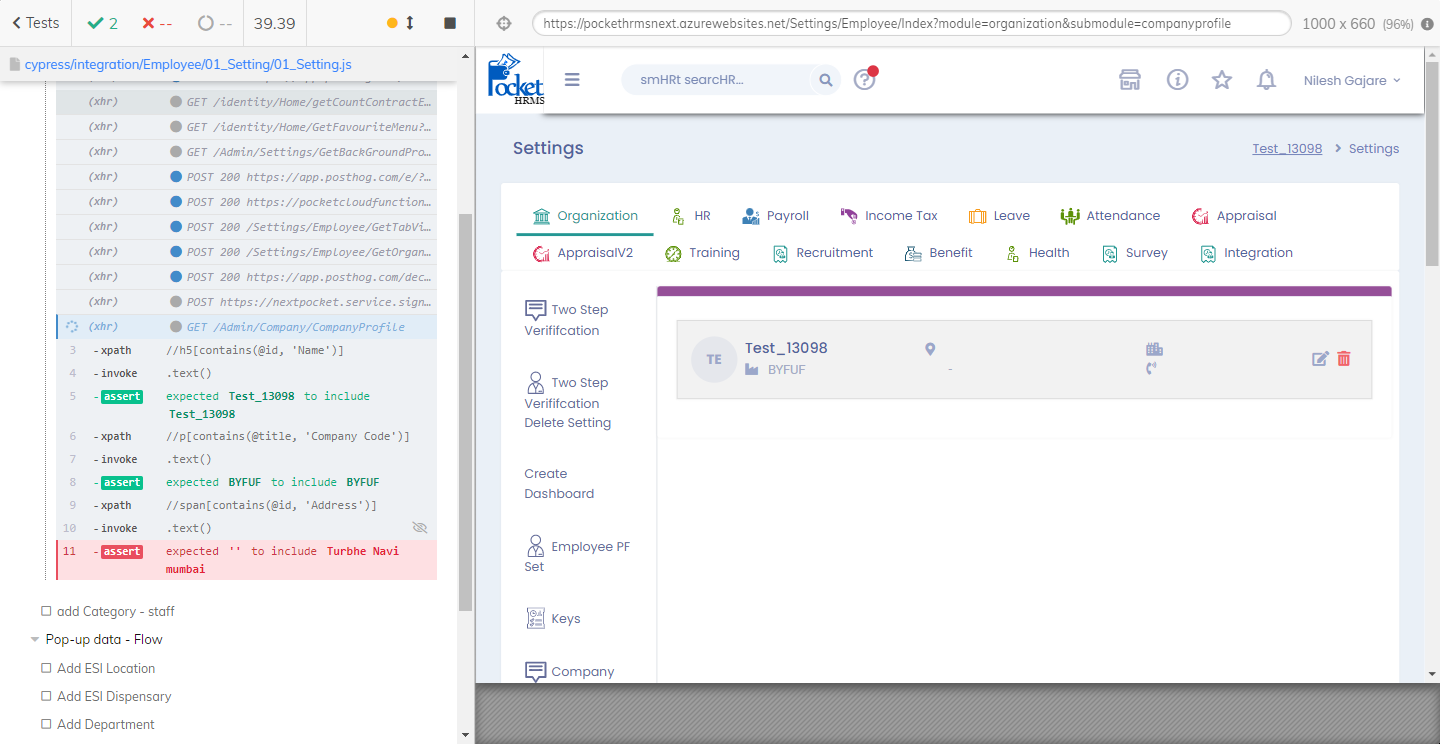 Tests
2
--
--
39.39
https://pockethrmsnext.azurewebsites.net/Settings/Employee/Index?module=organization&submodule=companyprofile
1000 x 660 (96%)
cypress/integration/Employee/01_Setting/01_Setting.js
(xhr) GET /identity/Home/getCountContractE...
(xhr) GET /identity/Home/GetFavouriteMenu?...
(xhr) GET /Admin/Settings/GetBackGroundPro...
(xhr) POST 200 https://app.posthog.com/e/?...
(xhr) POST 200 https://pocketcloudfunction...
(xhr) POST 200 /Settings/Employee/GetTabVi...
(xhr) POST 200 /Settings/Employee/GetOrgan...
(xhr) POST 200 https://app.posthog.com/dec...
(xhr) POST https://nextpocket.service.sign...
(xhr) GET /Admin/Company/CompanyProfile
3 -xpath //h5[contains(@id, 'Name')]
4 -invoke .text()
5 -assert expected Test_13098 to include
Test_13098
6 -xpath //p[contains(@title, 'Company Code')]
7 -invoke .text()
8 -assert expected BYFUF to include BYFUF
9 -xpath //span[contains(@id, 'Address')]
10 -invoke .text()
11 -assert expected '' to include Turbhe Navi
mumbai
add Category - staff
Pop-up data - Flow
Add ESI Location
Add ESI Dispensary
Add Department
Pocket
HRMS
smHRt searcHR...
Nilesh Gajare
Settings
Test_13098 > Settings
Organization
HR
Payroll
Income Tax
Leave
Attendance
Appraisal
AppraisalV2
Training
Recruitment
Benefit
Health
Survey
Integration
Two Step
Verififcation
Two Step
Verififcation
Delete Setting
Create
Dashboard
Employee PF
Set
Keys
Company
TE
Test_13098
BYFUF
-